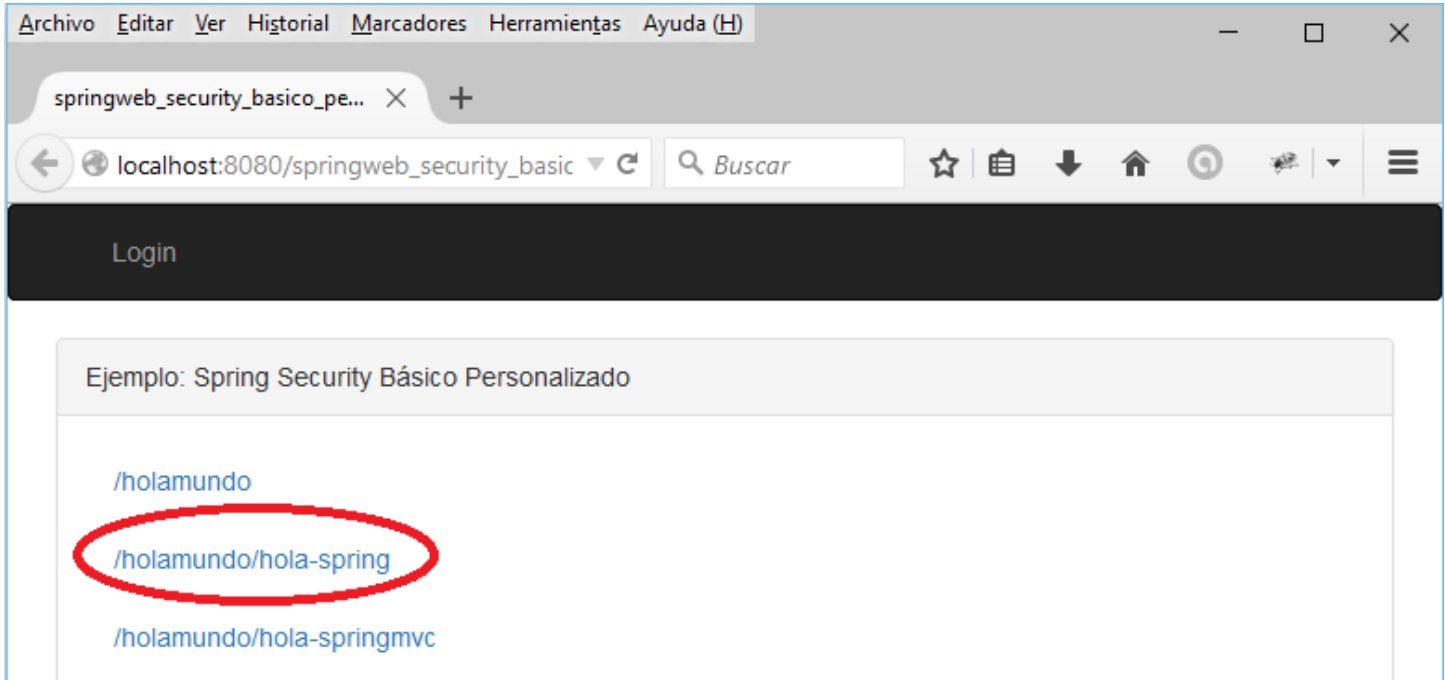 Archivo Editar Ver Historial Marcadores Herramientas Ayuda (H)
springweb_security_basico_pe...
localhost:8080/springweb_security_basic
Buscar
Login
Ejemplo: Spring Security Básico Personalizado
/holamundo
/holamundo/hola-spring
/holamundo/hola-springmvc